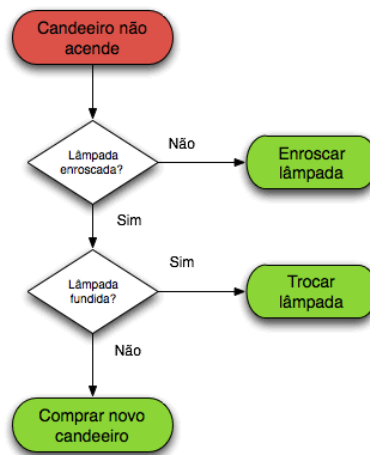 Candeeiro não
acende
Lâmpada
enroscada?
Não
Enroscar
lâmpada
Sim
Lâmpada
fundida?
Sim
Trocar
lâmpada
Não
Comprar novo
candeeiro